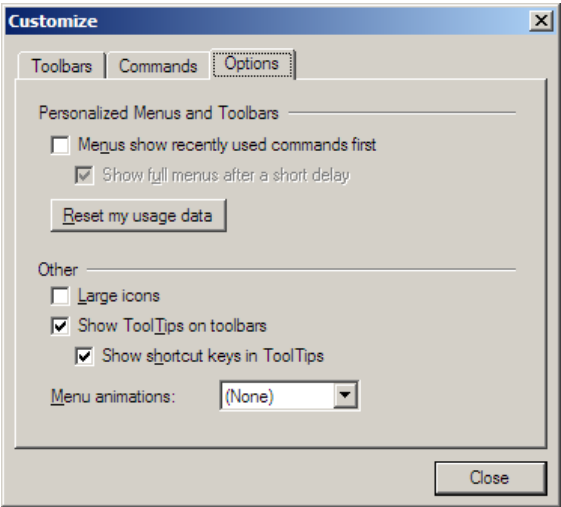 Customize
Toolbars Commands Options
Personalized Menus and Toolbars
Menus show recently used commands first
Show full menus after a short delay
Reset my usage data
Other
Large icons
Show ToolTips on toolbars
Show shortcut keys in ToolTips
Menu animations: (None)
Close